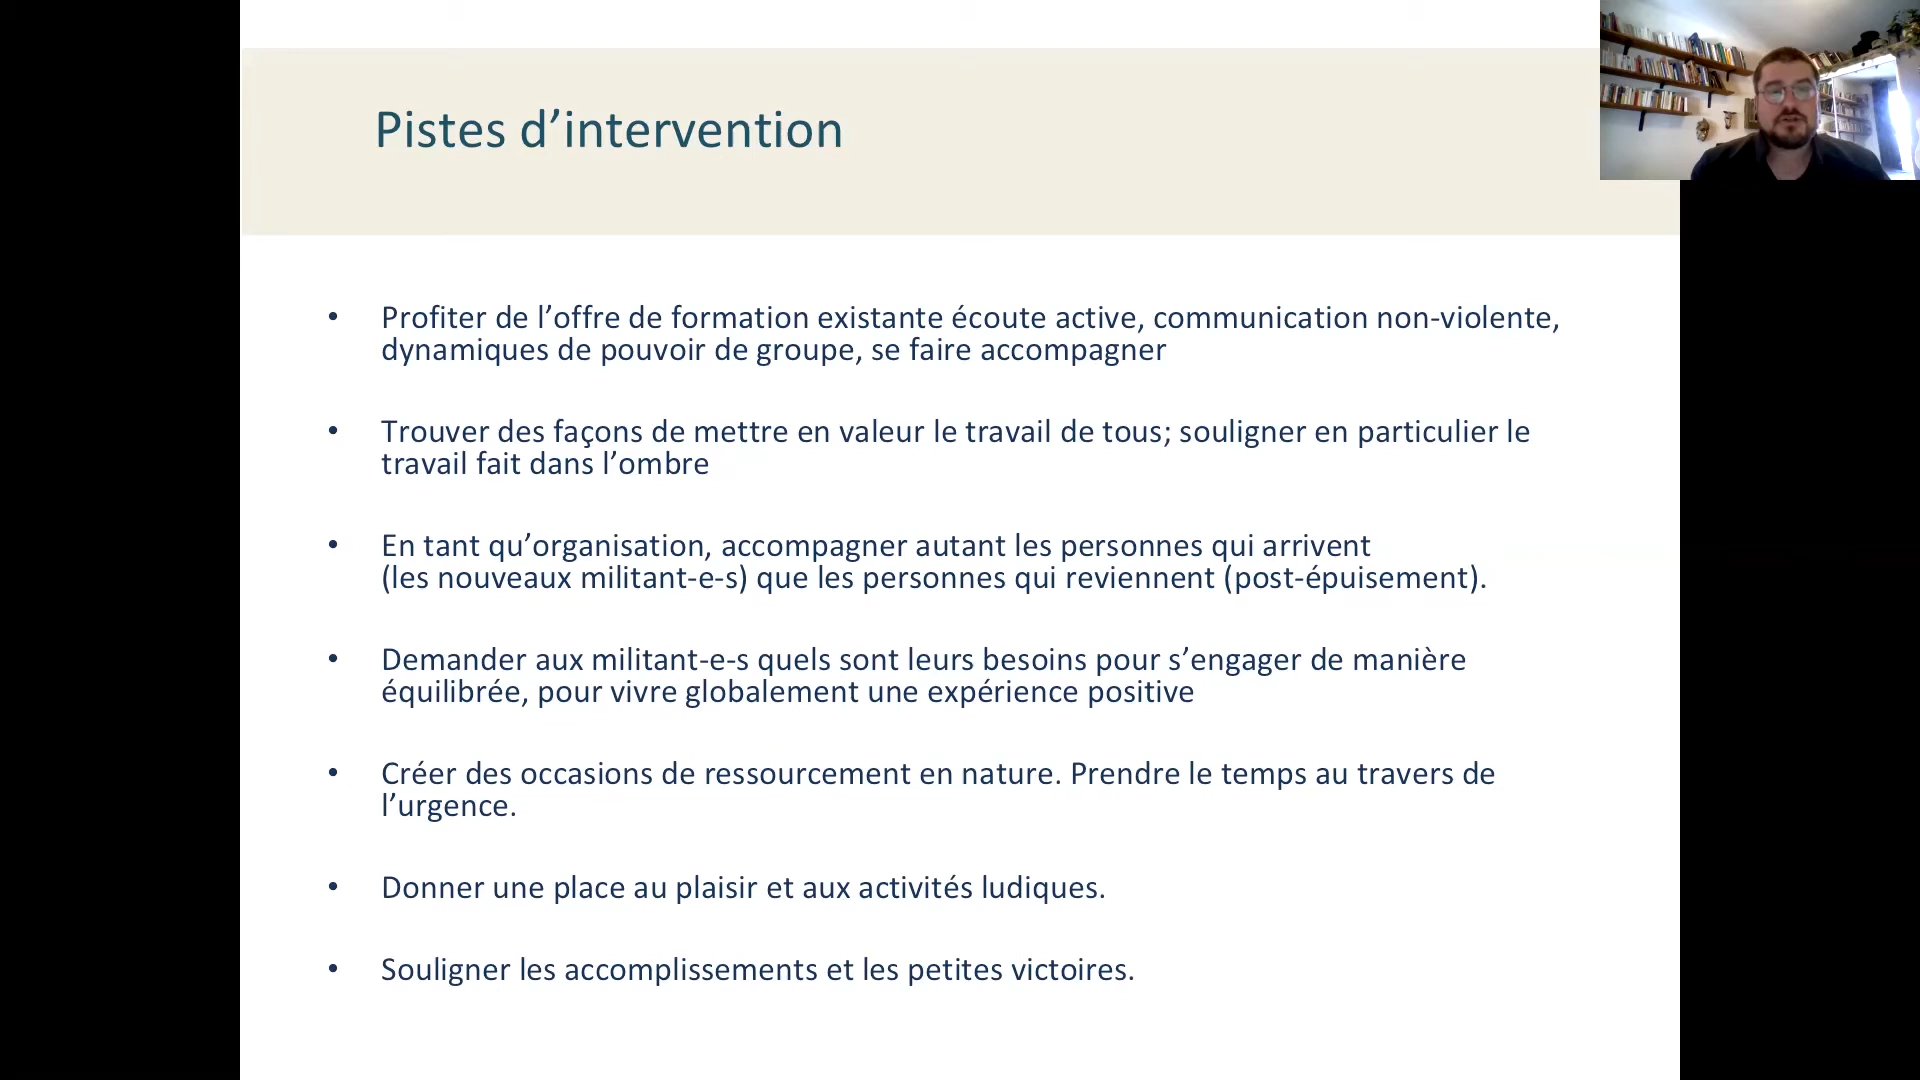 Pistes d’intervention
• Profiter de l’offre de formation existante écoute active, communication non-violente,
dynamiques de pouvoir de groupe, se faire accompagner
• Trouver des façons de mettre en valeur le travail de tous; souligner en particulier le
travail fait dans l’ombre
• En tant qu’organisation, accompagner autant les personnes qui arrivent
(les nouveaux militant-e-s) que les personnes qui reviennent (post-épuisement).
• Demander aux militant-e-s quels sont leurs besoins pour s’engager de manière
équilibrée, pour vivre globalement une expérience positive
• Créer des occasions de ressourcement en nature. Prendre le temps au travers de
l’urgence.
• Donner une place au plaisir et aux activités ludiques.
• Souligner les accomplissements et les petites victoires.